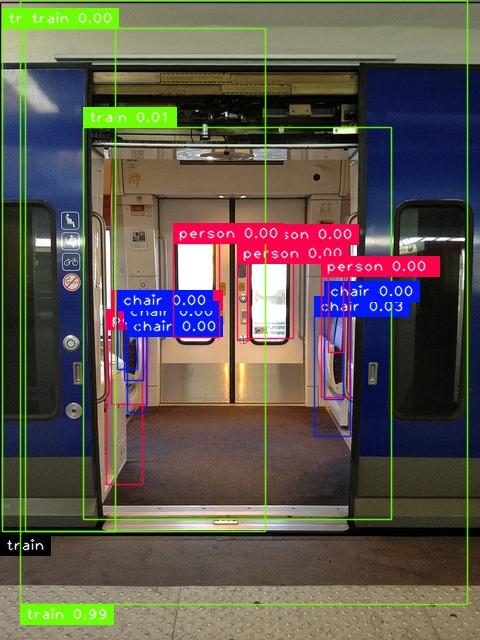 tr. train 0.00
train 0.01
person 0.00
son 0.00
person 0.00
person 0.00
chair 0.00
chair 0.00
chair 0.03
chair 0.00
chair 0.00
p
train
train 0.99